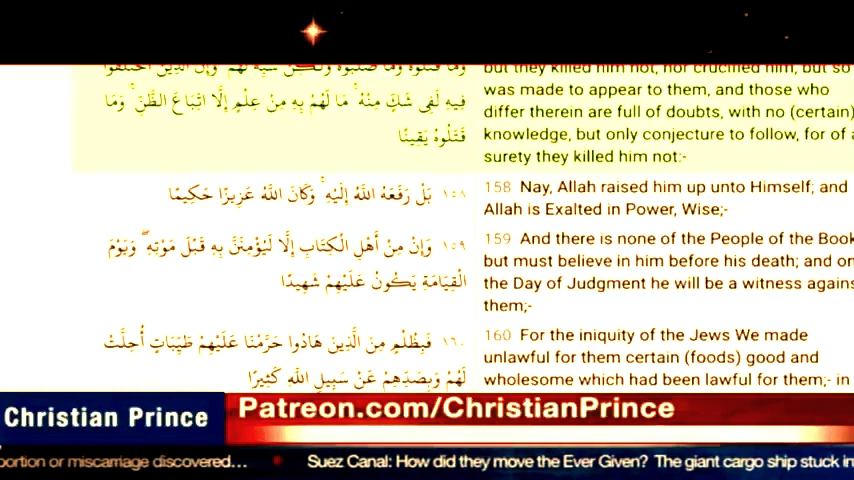 وَمَا قَتَلُوهُ وَمَا صَلَبُوهُ وَلَٰكِن شُبِّهَ لَهُمْ ۚ وَإِنَّ الَّذِينَ اخْتَلَفُوا
فِيهِ لَفِي شَكٍّ مِنْهُ ۚ مَا لَهُمْ بِهِ مِنْ عِلْمٍ إِلَّا اتِّبَاعَ الظَّنِّ ۚ وَمَا
قَتَلُوهُ يَقِينًا
but they killed him not, nor crucified him, but so
was made to appear to them, and those who
differ therein are full of doubts, with no (certain)
knowledge, but only conjecture to follow, for of a
surety they killed him not:-
١٥٨ بَلْ رَفَعَهُ اللَّهُ إِلَيْهِ ۚ وَكَانَ اللَّهُ عَزِيزًا حَكِيمًا
158 Nay, Allah raised him up unto Himself; and
Allah is Exalted in Power, Wise;-
١٥٩ وَإِنْ مِنْ أَهْلِ الْكِتَابِ إِلَّا لَيُؤْمِنَنَّ بِهِ قَبْلَ مَوْتِهِ ۖ وَيَوْمَ
الْقِيَامَةِ يَكُونُ عَلَيْهِمْ شَهِيدًا
159 And there is none of the People of the Book
but must believe in him before his death; and on
the Day of Judgment he will be a witness agains
them;-
١٦٠ فَبِظُلْمٍ مِنَ الَّذِينَ هَادُوا حَرَّمْنَا عَلَيْهِمْ طَيِّبَاتٍ أُحِلَّتْ
لَهُمْ وَبِصَدِّهِمْ عَنْ سَبِيلِ اللَّهِ كَثِيرًا
160 For the iniquity of the Jews We made
unlawful for them certain (foods) good and
wholesome which had been lawful for them;- in
Christian Prince
Patreon.com/ChristianPrince
portion or miscarriage discovered...
Suez Canal: How did they move the Ever Given? The giant cargo ship stuck in